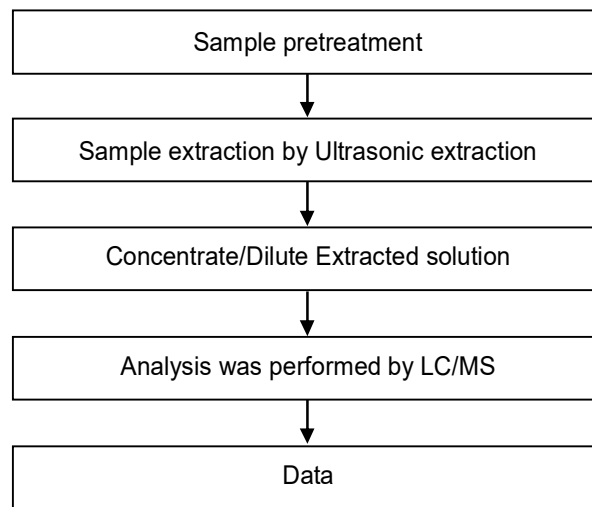 Sample pretreatment
Sample extraction by Ultrasonic extraction
Concentrate/Dilute Extracted solution
Analysis was performed by LC/MS
Data